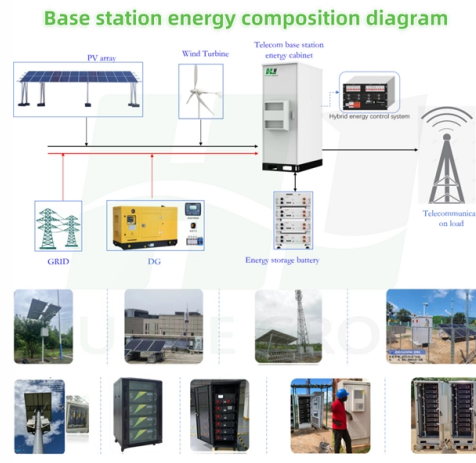 Base station energy composition diagram
PV array
Wind Turbine
Telecom base station
energy cabinet
Hybrid energy control system
Telecommunica
on load
GRID
DG
Energy storage battery